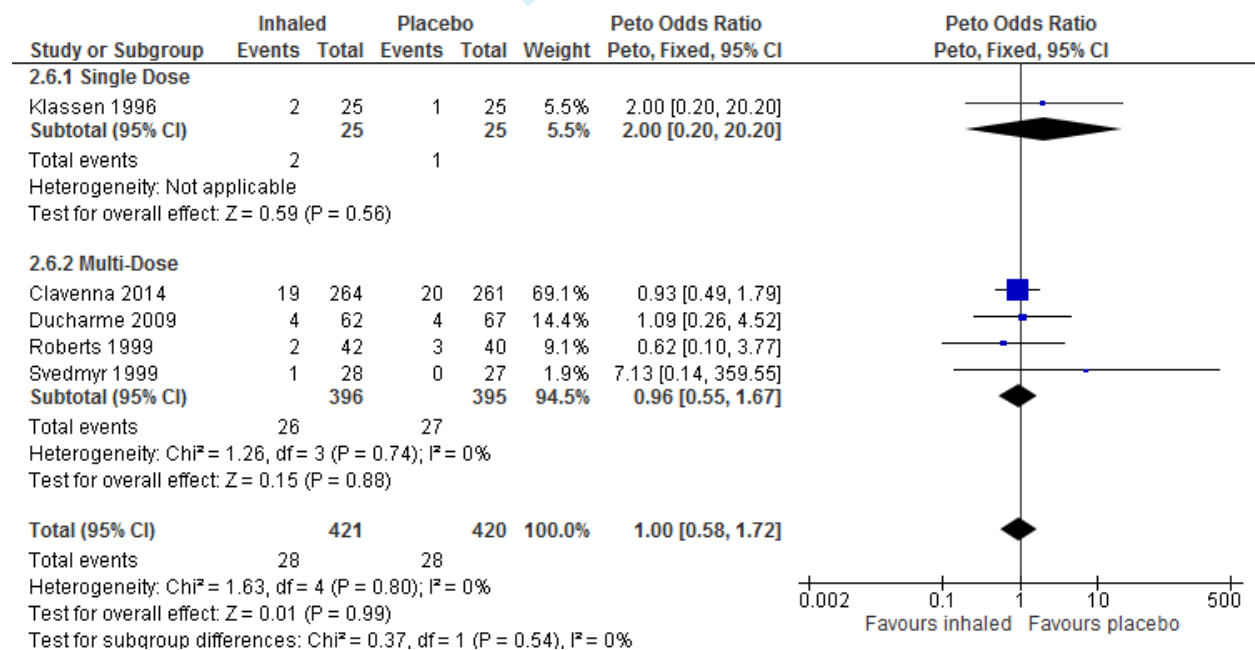 Inhaled Placebo Peto Odds Ratio Peto Odds Ratio
Study or Subgroup Events Total Events Total Weight Peto, Fixed, 95% CI Peto, Fixed, 95% CI
2.6.1 Single Dose
Klassen 1996 2 25 1 25 5.5% 2.00 [0.20, 20.20]
Subtotal (95% CI) 25 25 5.5% 2.00 [0.20, 20.20]
Total events 2 1
Heterogeneity: Not applicable
Test for overall effect: Z = 0.59 (P = 0.56)
2.6.2 Multi-Dose
Clavenna 2014 19 264 20 261 69.1% 0.93 [0.49, 1.79]
Ducharme 2009 4 62 4 67 14.4% 1.09 [0.26, 4.52]
Roberts 1999 2 42 3 40 9.1% 0.62 [0.10, 3.77]
Svedmyr 1999 1 28 0 27 1.9% 7.13 [0.14, 359.55]
Subtotal (95% CI) 396 395 94.5% 0.96 [0.55, 1.67]
Total events 26 27
Heterogeneity: Chi² = 1.26, df = 3 (P = 0.74); I² = 0%
Test for overall effect: Z = 0.15 (P = 0.88)
Total (95% CI) 421 420 100.0% 1.00 [0.58, 1.72]
Total events 28 28
Heterogeneity: Chi² = 1.63, df = 4 (P = 0.80); I² = 0%
Test for overall effect: Z = 0.01 (P = 0.99)
Test for subgroup differences: Chi² = 0.37, df = 1 (P = 0.54), I² = 0%
0.002 0.1 1 10 500
Favours inhaled Favours placebo